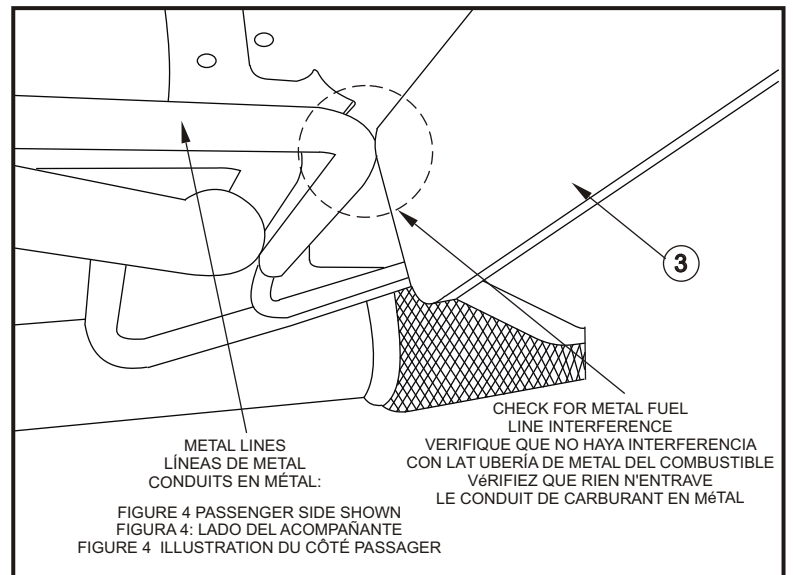 3
CHECK FOR METAL FUEL
LINE INTERFERENCE
VERIFIQUE QUE NO HAYA INTERFERENCIA
CON LAT UBERÍA DE METAL DEL COMBUSTIBLE
VéRIFIEZ QUE RIEN N'ENTRAVE
LE CONDUIT DE CARBURANT EN MéTAL
METAL LINES
LÍNEAS DE METAL
CONDUITS EN MÉTAL:
FIGURE 4 PASSENGER SIDE SHOWN
FIGURA 4: LADO DEL ACOMPAÑANTE
FIGURE 4 ILLUSTRATION DU CÔTÉ PASSAGER